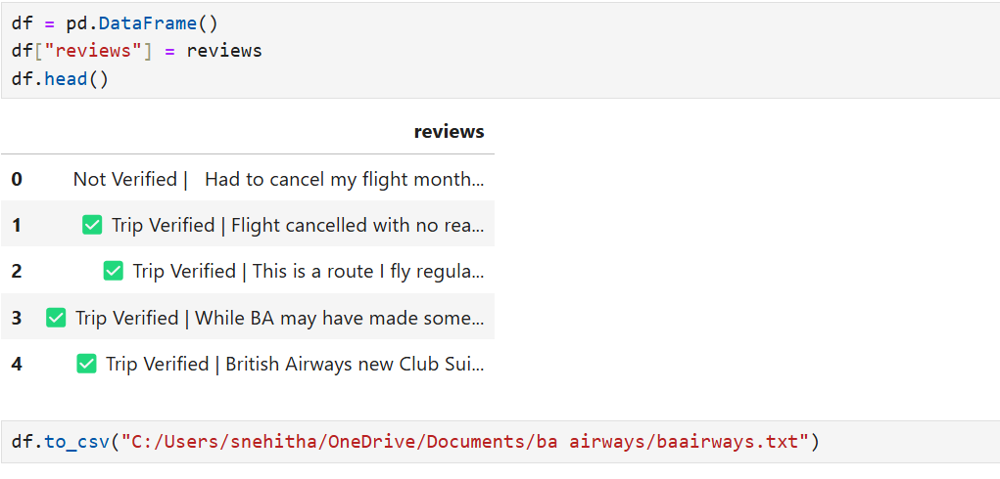 df = pd.DataFrame()
df["reviews"] = reviews
df.head()
reviews
0 Not Verified |   Had to cancel my flight month...
1 ✅ Trip Verified | Flight cancelled with no rea...
2 ✅ Trip Verified | This is a route I fly regula...
3 ✅ Trip Verified | While BA may have made some...
4 ✅ Trip Verified | British Airways new Club Sui...
df.to_csv("C:/Users/snehitha/OneDrive/Documents/ba airways/baairways.txt")